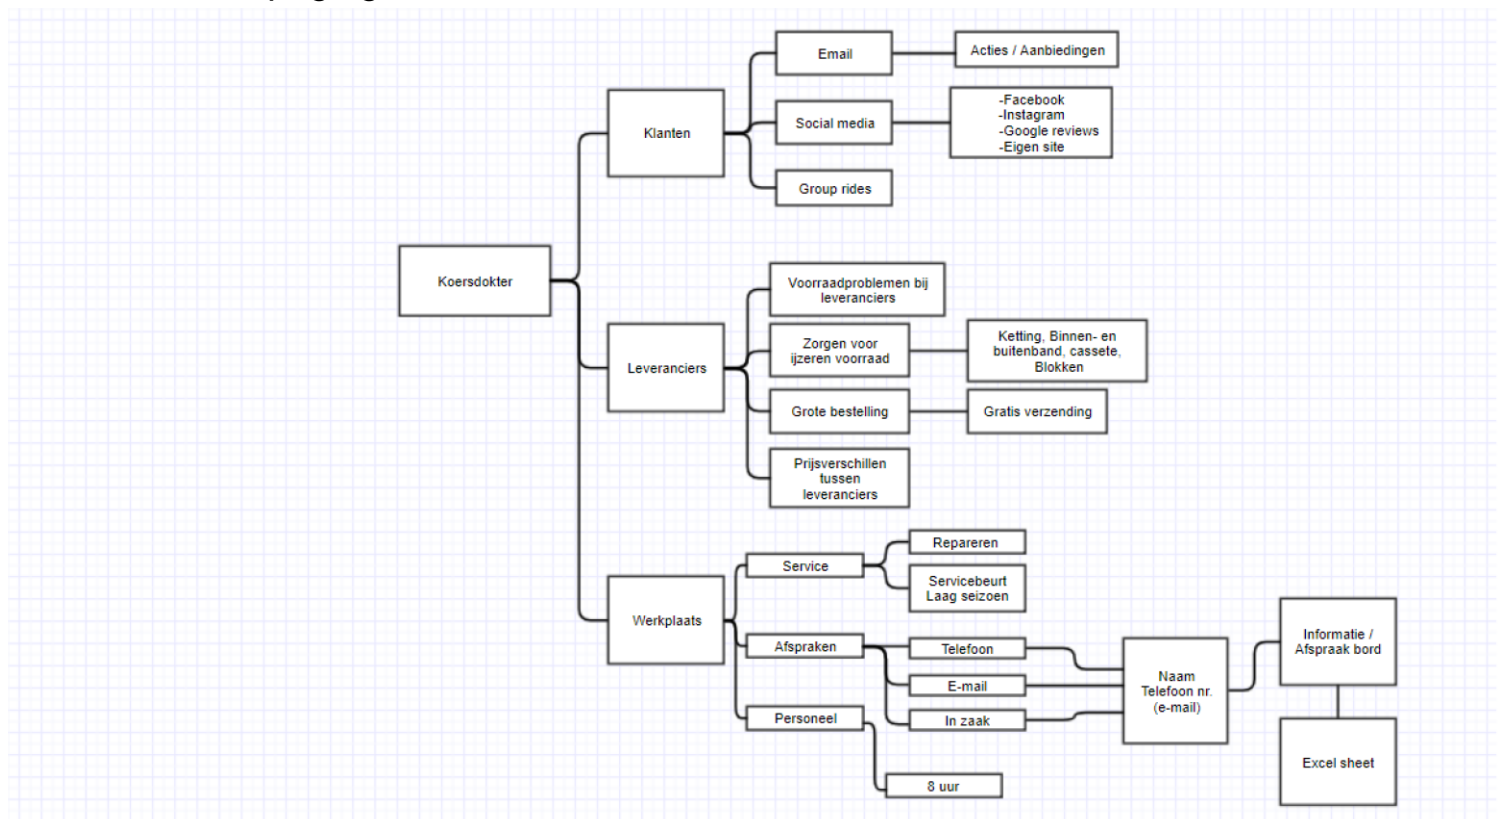 Email
Acties / Aanbiedingen
Klanten
Social media
-Facebook
-Instagram
-Google reviews
-Eigen site
Group rides
Koersdokter
Leveranciers
Voorraadproblemen bij
leveranciers
Zorgen voor
ijzeren voorraad
Ketting, Binnen- en
buitenband, cassete,
Blokken
Grote bestelling
Gratis verzending
Prijsverschillen
tussen
leveranciers
Werkplaats
Service
Repareren
Servicebeurt
Laag seizoen
Afspraken
Telefoon
E-mail
In zaak
Naam
Telefoon nr.
(e-mail)
Informatie /
Afspraak bord
Excel sheet
Personeel
8 uur